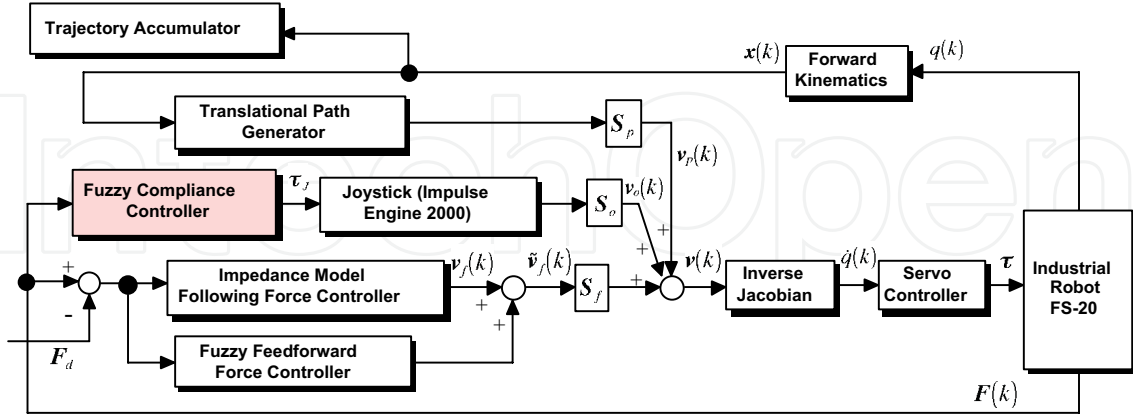 Trajectory Accumulator
x(k)
Forward
Kinematics
q(k)
Translational Path
Generator
S_p
v_p(k)
Fuzzy Compliance
Controller
τ_J
Joystick (Impulse
Engine 2000)
S_o
v_o(k)
+
+
+
-
F_d
Impedance Model
Following Force Controller
v_f(k)
+
+
ṽ_f(k)
S_f
+
v(k)
Inverse
Jacobian
q̇(k)
Servo
Controller
τ
Industrial
Robot
FS-20
Fuzzy Feedforward
Force Controller
F(k)
IntechOpen